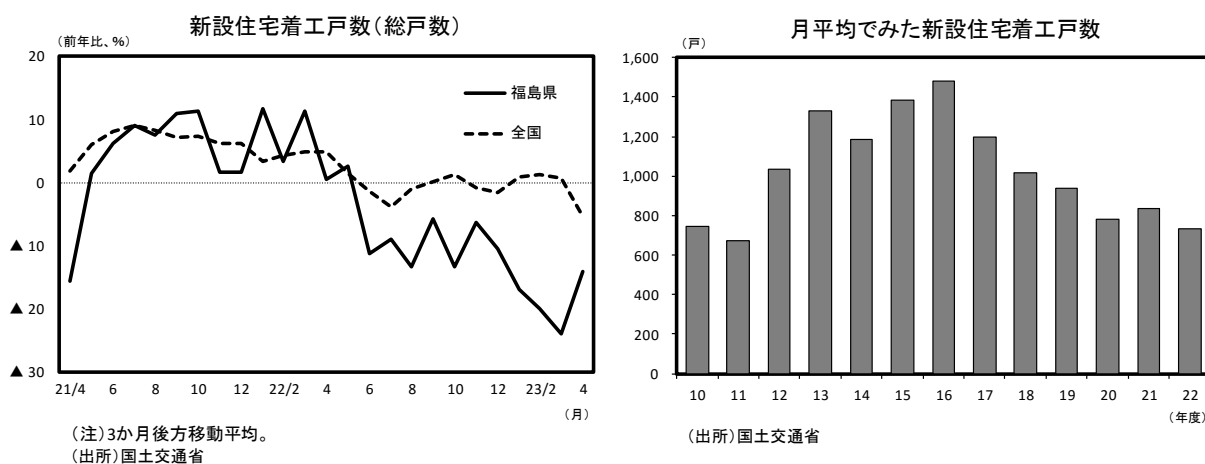 新設住宅着工戸数(総戸数)
(前年比、%)
20
10
0
▲ 10
▲ 20
▲ 30
福島県
全国
21/4 6 8 10 12 22/2 4 6 8 10 12 23/2 4
(月)
(注)3か月後方移動平均。
(出所)国土交通省
月平均でみた新設住宅着工戸数
(戸)
1,600
1,400
1,200
1,000
800
600
400
200
0
10 11 12 13 14 15 16 17 18 19 20 21 22
(年度)
(出所)国土交通省